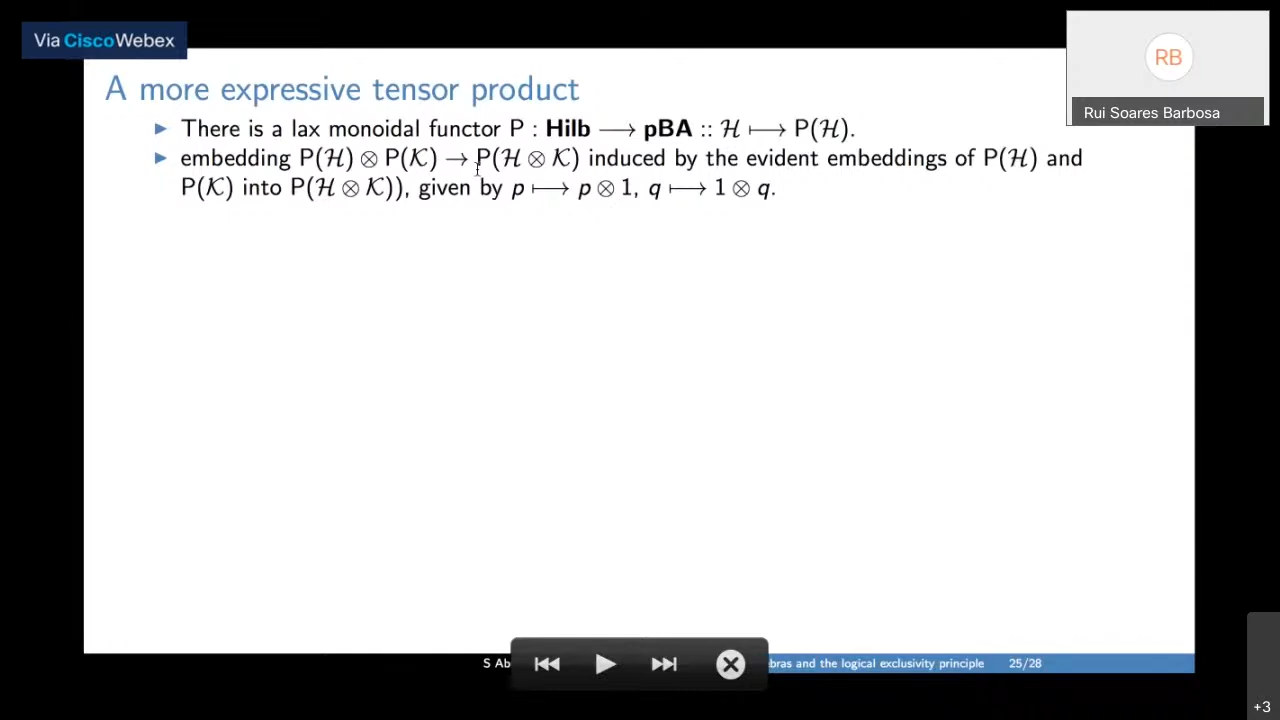 Via Cisco Webex
RB
Rui Soares Barbosa
A more expressive tensor product
▶ There is a lax monoidal functor P : Hilb ⟶ pBA :: ℋ ⟼ P(ℋ).
▶ embedding P(ℋ) ⊗ P(𝒦) → P(ℋ ⊗ 𝒦) induced by the evident embeddings of P(ℋ) and
P(𝒦) into P(ℋ ⊗ 𝒦)), given by p ⟼ p ⊗ 1, q ⟼ 1 ⊗ q.
S Ab
bras and the logical exclusivity principle 25/28
+3